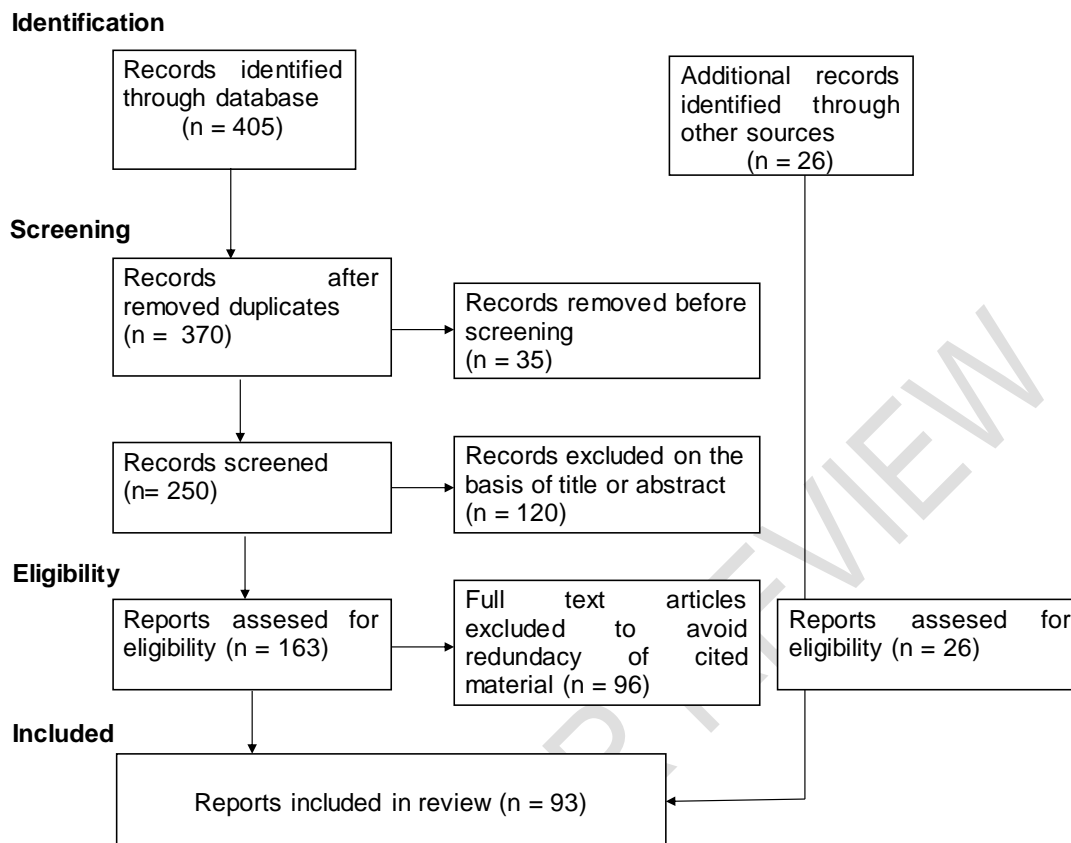 Identification
Records identified
through database
(n = 405)
Additional records
identified through
other sources
(n = 26)
Screening
Records after
removed duplicates
(n = 370)
Records removed before
screening
(n = 35)
Records screened
(n= 250)
Records excluded on the
basis of title or abstract
(n = 120)
Eligibility
Reports assesed for
eligibility (n = 163)
Full text articles
excluded to avoid
redundacy of cited
material (n = 96)
Reports assesed for
eligibility (n = 26)
Included
Reports included in review (n = 93)
R REVIEW